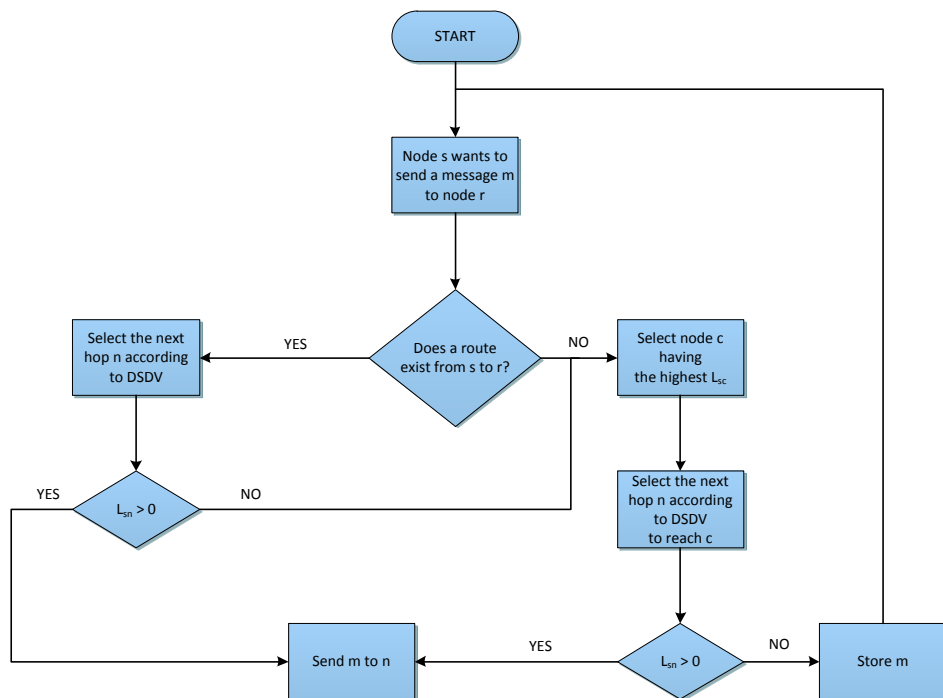 START
Node s wants to
send a message m
to node r
Does a route
exist from s to r?
YES
NO
Select the next
hop n according
to DSDV
Select node c
having
the highest Lsc
YES
Lsn > 0
NO
Select the next
hop n according
to DSDV
to reach c
Send m to n
YES
Lsn > 0
NO
Store m